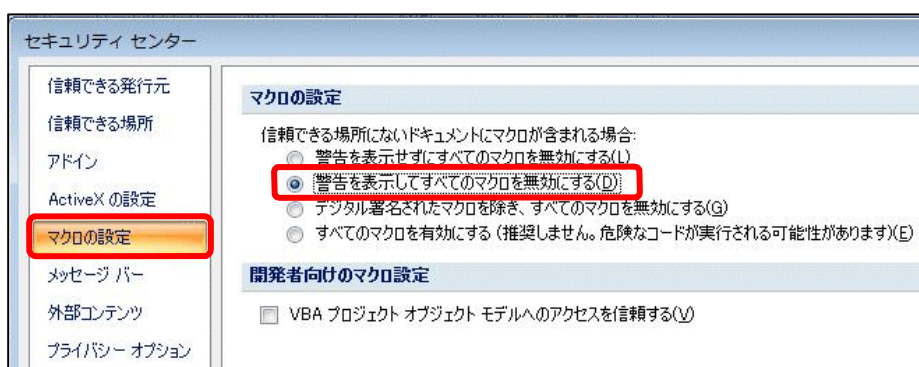 セキュリティ センター
信頼できる発行元
信頼できる場所
アドイン
ActiveX の設定
マクロの設定
メッセージ バー
外部コンテンツ
プライバシー オプション
マクロの設定
信頼できる場所にないドキュメントにマクロが含まれる場合:
警告を表示せずにすべてのマクロを無効にする(L)
警告を表示してすべてのマクロを無効にする(D)
デジタル署名されたマクロを除き、すべてのマクロを無効にする(G)
すべてのマクロを有効にする (推奨しません。危険なコードが実行される可能性があります)(E)
開発者向けのマクロ設定
VBA プロジェクト オブジェクト モデルへのアクセスを信頼する(V)